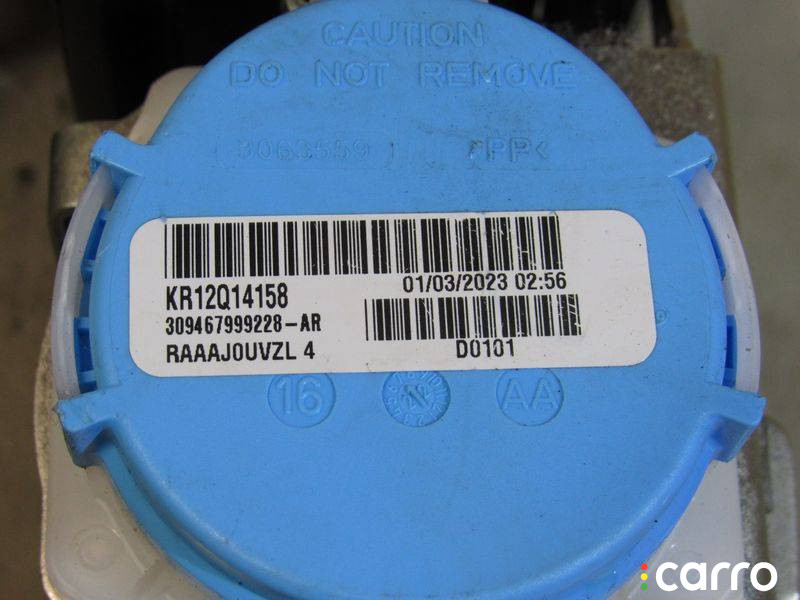 CAUTION
DO NOT REMOVE
3063559
>PP<
KR12Q14158
01/03/2023 02:56
309467999228-AR
RAAAJ0UVZL 4
D0101
16
AA
carro